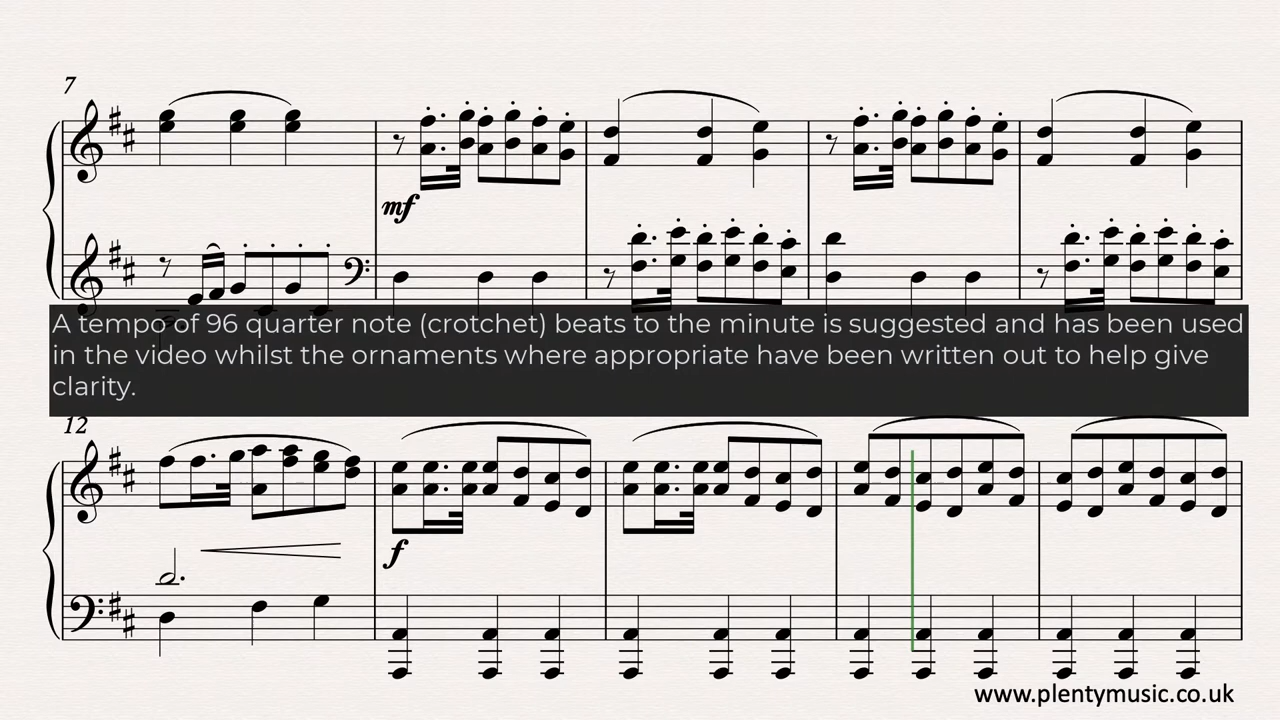 7
mf
A tempo of 96 quarter note (crotchet) beats to the minute is suggested and has been used
in the video whilst the ornaments where appropriate have been written out to help give
clarity.
12
f
www.plentymusic.co.uk